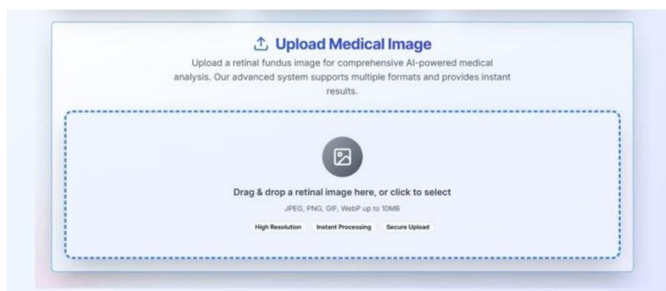 Upload Medical Image
Upload a retinal fundus image for comprehensive AI-powered medical
analysis. Our advanced system supports multiple formats and provides instant
results.
Drag & drop a retinal image here, or click to select
JPEG, PNG, GIF, WebP up to 10MB
High Resolution Instant Processing Secure Upload